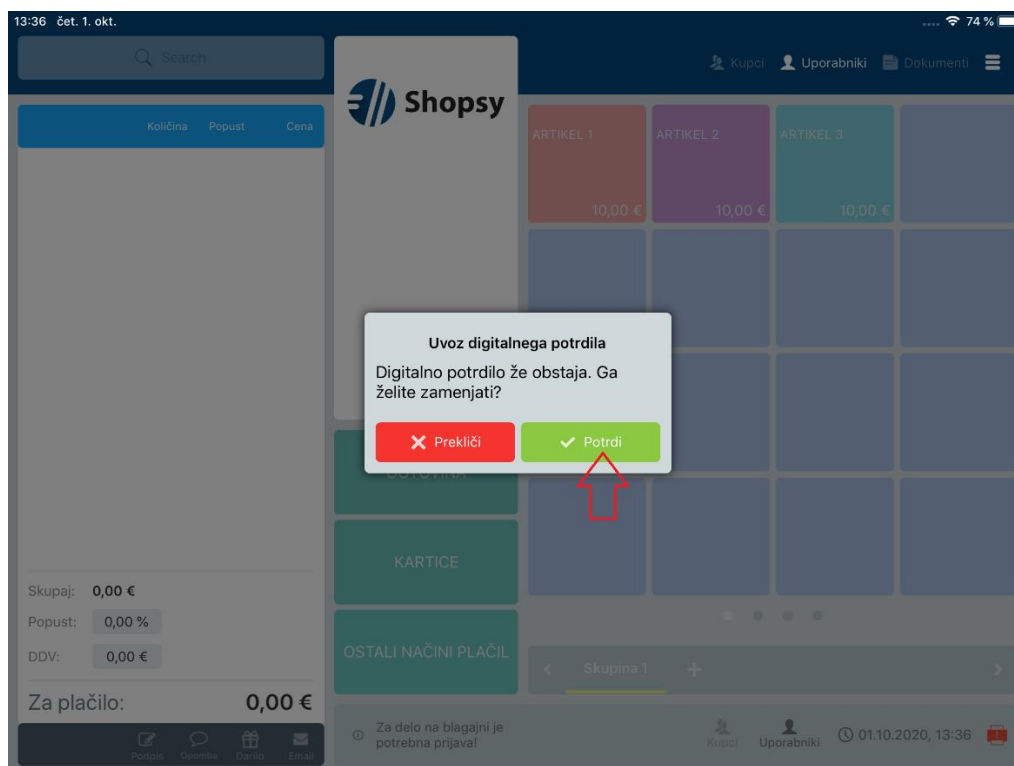 13:36 čet. 1. okt.
74 %
Search
Shopsy
Kupci Uporabniki Dokumenti
Količina Popust Cena
ARTIKEL 1
10,00 €
ARTIKEL 2
10,00 €
ARTIKEL 3
10,00 €
Uvoz digitalnega potrdila
Digitalno potrdilo že obstaja. Ga
želite zamenjati?
Prekliči
Potrdi
GOTOVINA
KARTICE
OSTALI NAČINI PLAČIL
Skupaj: 0,00 €
Popust: 0,00 %
DDV: 0,00 €
Za plačilo: 0,00 €
Podpis Opomba Darilo Email
Skupina 1
Za delo na blagajni je
potrebna prijava!
Kupci Uporabniki 01.10.2020, 13:36